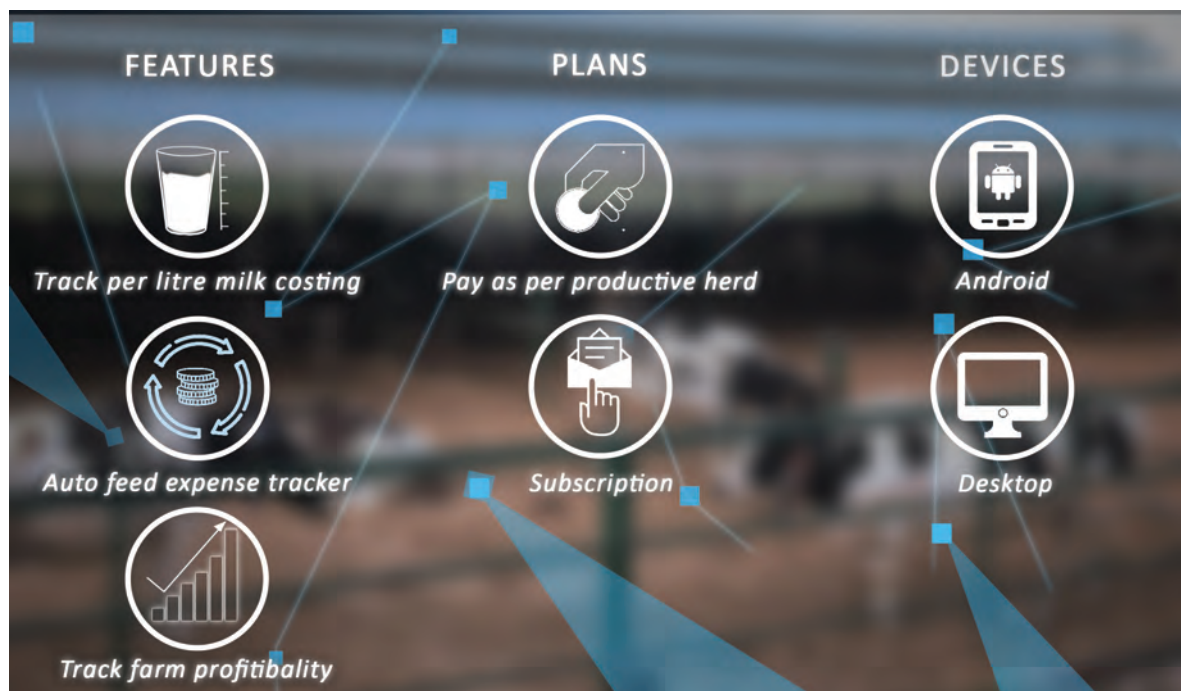 FEATURES
Track per litre milk costing
Auto feed expense tracker
Track farm profitibality
PLANS
Pay as per productive herd
Subscription
DEVICES
Android
Desktop